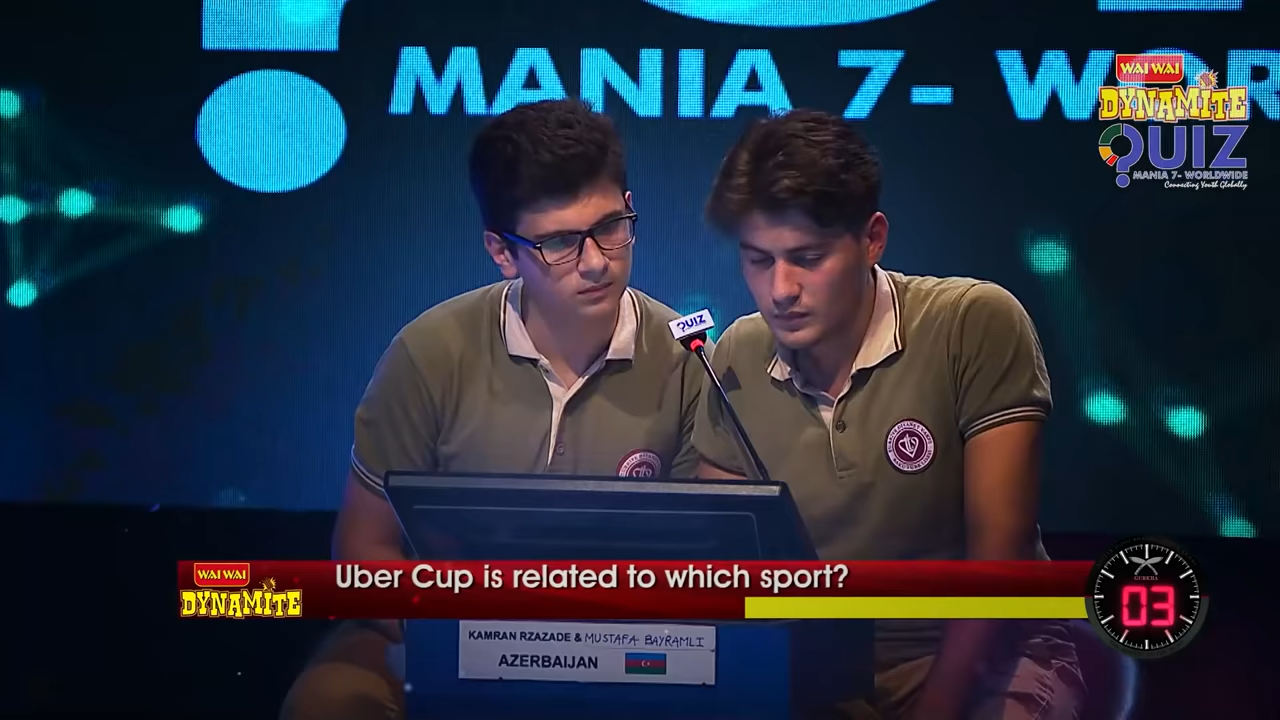 MANIA 7- WOR
WAI WAI
DYNAMITE
QUIZ
MANIA 7- WORLDWIDE
Connecting Youth Globally
QUIZ
WAI WAI
DYNAMITE
Uber Cup is related to which sport?
GURKHA
03
KAMRAN RZAZADE & MUSTAFA BAYRAMLI
AZERBAIJAN